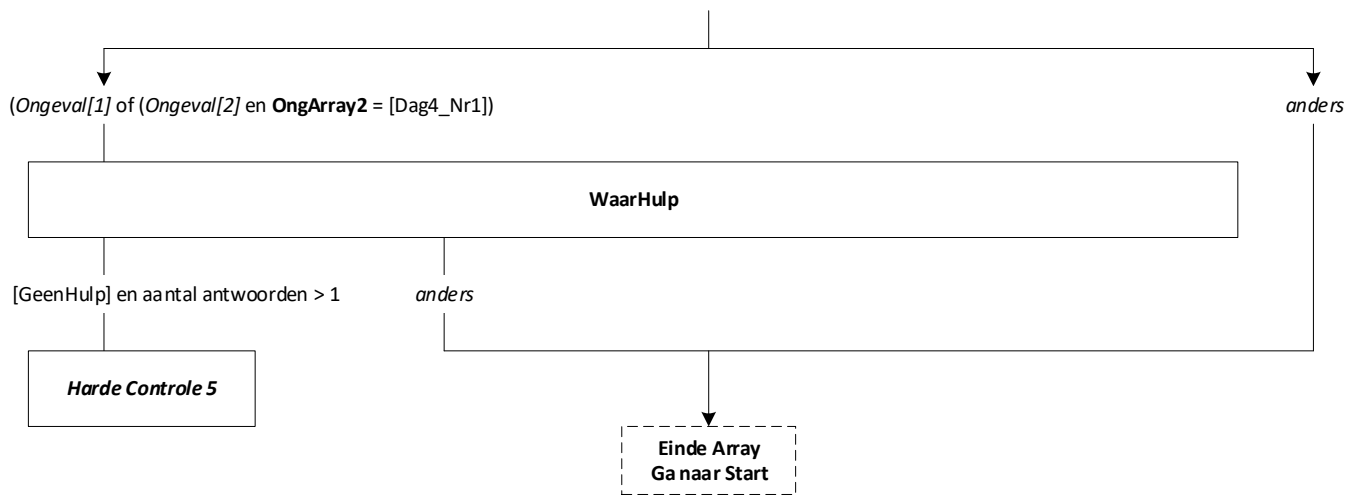 (Ongeval[1] of (Ongeval[2] en OngArray2 = [Dag4_Nr1])
anders
WaarHulp
[GeenHulp] en aantal antwoorden > 1
anders
Harde Controle 5
Einde Array
Ga naar Start